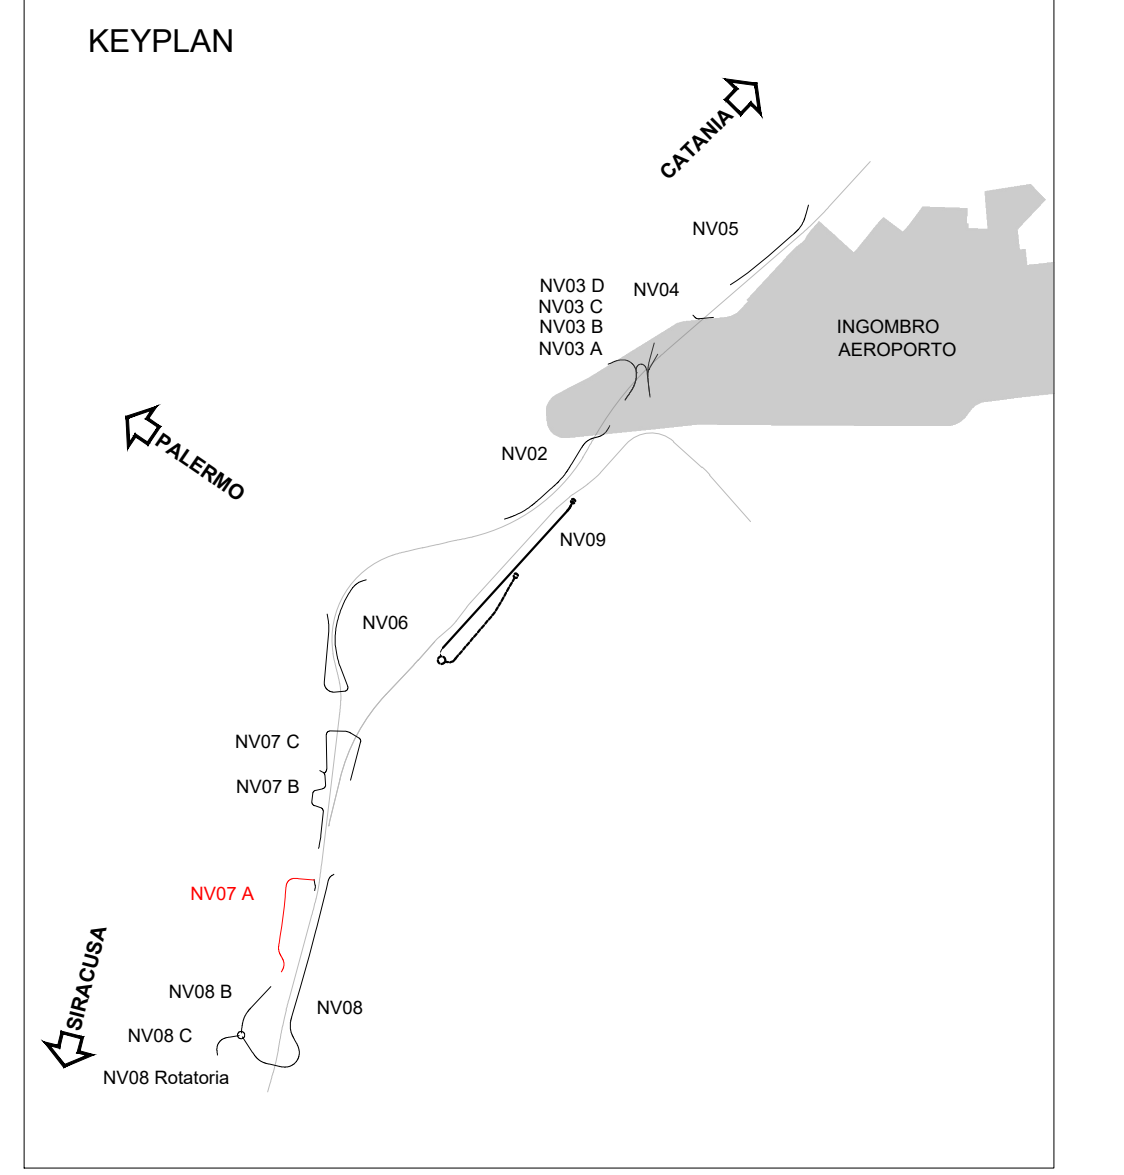 KEYPLAN
CATANIA
NV05
NV03 D
NV04
NV03 C
NV03 B
NV03 A
INGOMBRO
AEROPORTO
PALERMO
NV02
NV09
NV06
NV07 C
NV07 B
NV07 A
SIRACUSA
NV08 B
NV08
NV08 C
NV08 Rotatoria